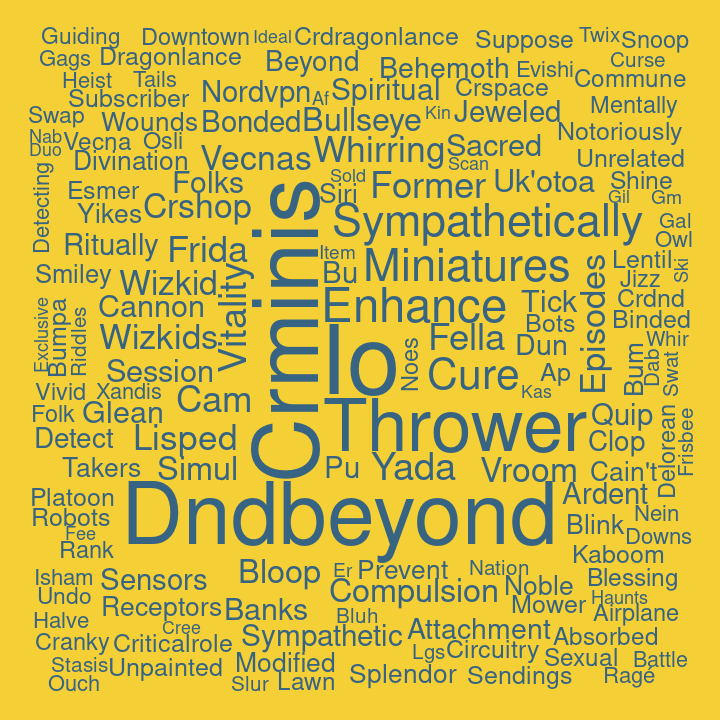 Guiding Downtown Ideal Crdragonlance Suppose Twix Snoop
Gags Dragonlance Beyond Behemoth Evishi Curse
Heist Tails Nordvpn Af Spiritual Crspace Commune
Subscriber Mentally
Swap Wounds Bonded Bullseye Kin Jeweled Notoriously
Nab Vecna Osli Whirring Sacred
Duo Divination Vecnas Sold Scan Unrelated
Detecting Esmer Folks Siri Former Uk'otoa Shine
Yikes Crshop Sympathetically Gil Gm
Gal
Ritually Frida Item Miniatures Lentil Owl
Smiley Wizkid Vitality Crminis Bu Episodes Jizz Ski
Exclusive Bumpa Riddles Cannon Enhance Tick Crdnd
Wizkids Io Noes Fella Bots Binded
Dun Whir
Session Cure Ap Bum Dab Swat
Vivid Xandis Cam Kas
Folk Glean Thrower Quip Delorean Frisbee
Detect Lisped Clop
Takers Simul Pu Yada Vroom Cain't
Platoon Dndbeyond Ardent
Robots Blink Nein
Fee Downs
Rank Kaboom
Isham Sensors Bloop Er Prevent Nation Blessing
Undo Compulsion Noble Haunts
Halve Receptors Banks Bluh Mower Airplane
Cranky Cree Criticalrole Sympathetic Attachment Absorbed
Stasis Unpainted Modified Lgs Circuitry Sexual Battle
Ouch Slur Lawn Splendor Sendings Ragé